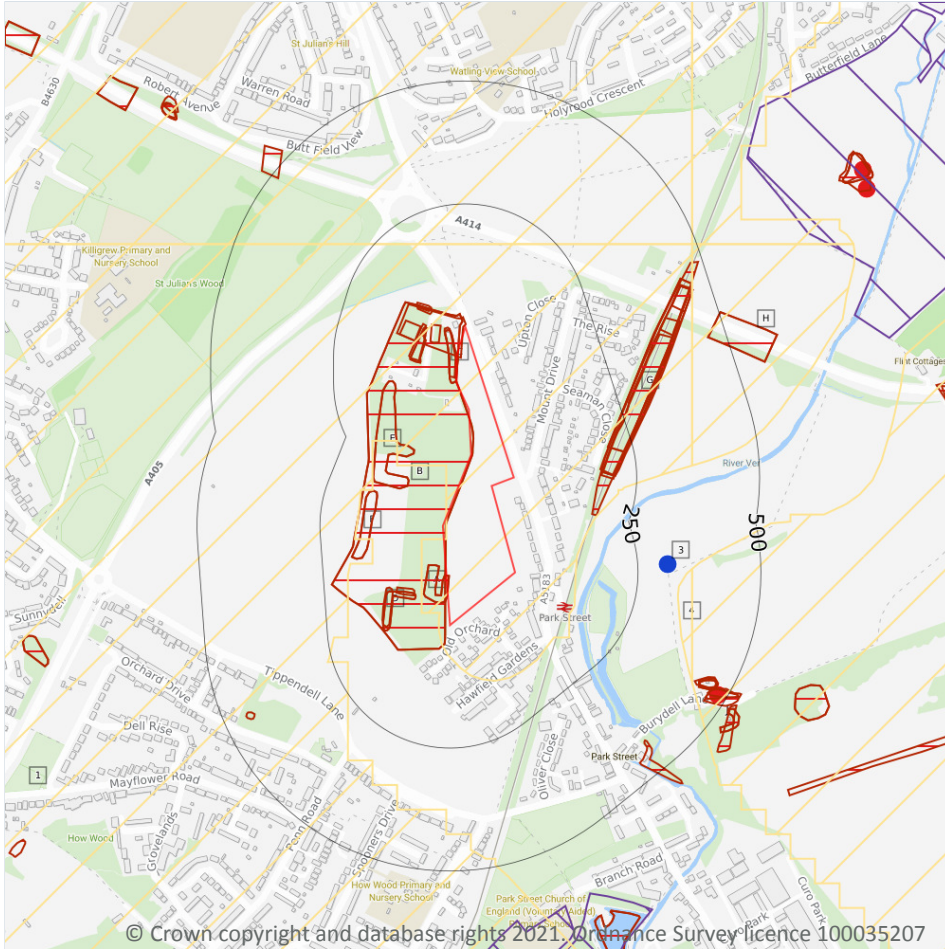 St Julian's Hill
Watling View School
Butterfield Lane
B4630
Robert Avenue
Warren Road
Holyrood Crescent
Butt Field View
A414
Killigrew Primary and
Nursery School
St Julian's Wood
Upton Close
The Rise
H
Flint Cottages
Mount Drive
G
Seaman Close
A405
E
B
River Ver
250
500
3
A5183
4
Park Street
Sunnydell
Old Orchard
Orchard Drive
Tippendell Lane
Hawfield Gardens
Burydell Lane
Dell Rise
Oliver Close
Park Street
1
Mayflower Road
Penn Road
Spooners Drive
How Wood
Grovelands
Branch Road
How Wood Primary and
Nursery School
Park Street Church of
England (Voluntary Aided)
Curo Park
Curo Park
© Crown copyright and database rights 2021. Ordnance Survey licence 100035207